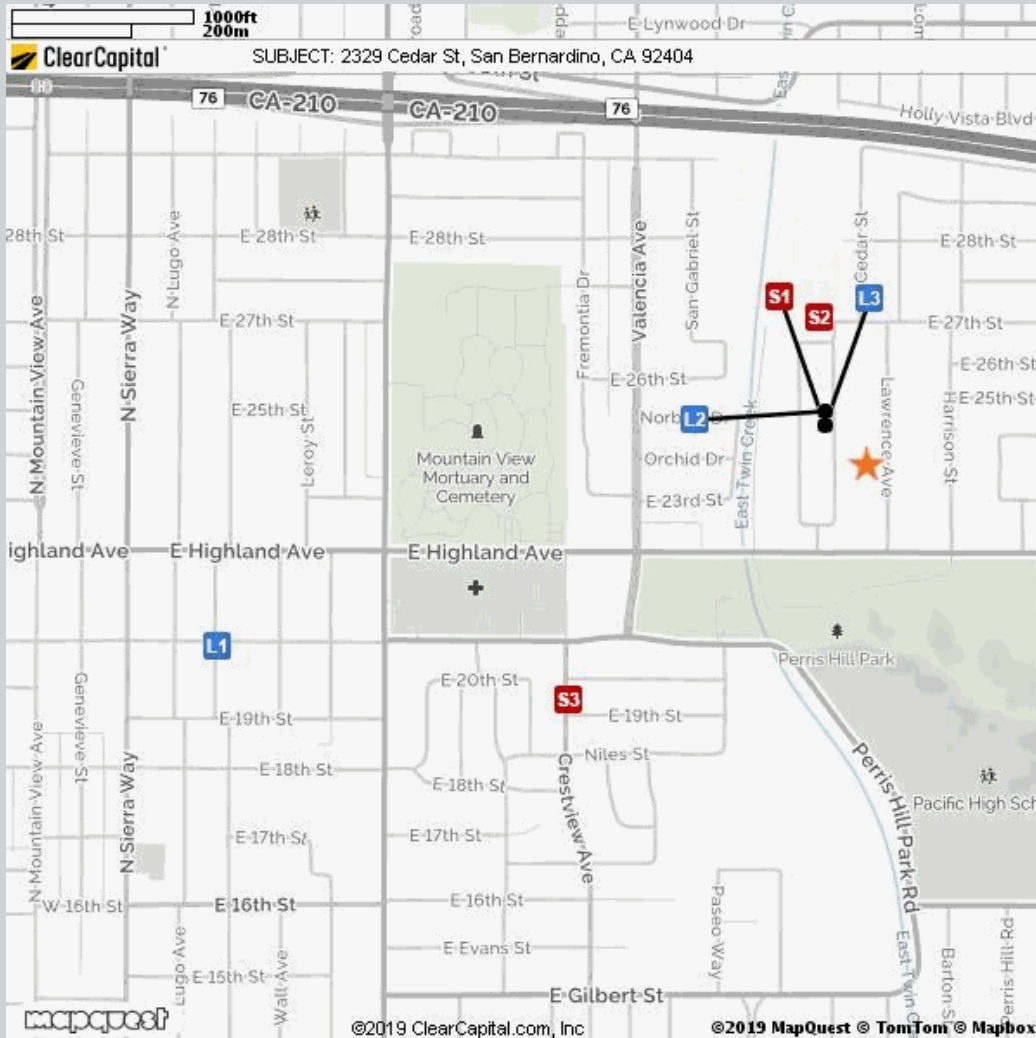 1000ft
200m
E Lynwood Dr
ClearCapital
SUBJECT: 2329 Cedar St, San Bernardino, CA 92404
76
CA-210
CA-210
76
Holly Vista Blvd
28th St
E 28th St
E 28th St
E 28th St
N Lugo Ave
San Gabriel St
Cedar St
Valencia Ave
Fremontia Dr
S1
S2
L3
N Mountain View Ave
N Sierra Way
E 27th St
E 27th St
E 26th St
E 26th St
E 25th St
E 25th St
Genevieve St
Leroy St
L2
Lawrence Ave
Harrison St
Mountain View
Mortuary and
Cemetery
Orchid Dr
E 23rd St
East Twin Creek
ighland Ave
E Highland Ave
E Highland Ave
L1
Perris Hill Park
E 20th St
S3
Genevieve St
E 19th St
E 19th St
Niles St
N Mountain View Ave
N Sierra Way
E 18th St
E 18th St
Crestview Ave
Perris Hill Park Rd
Pacific High Sch
E 17th St
E 17th St
W 16th St
E 16th St
E 16th St
Paseo Way
Lugo Ave
Wall Ave
E Evans St
E 15th St
Barton St
Perris Hill Rd
E Gilbert St
mapquest
©2019 ClearCapital.com, Inc
©2019 MapQuest © TomTom © Mapbox